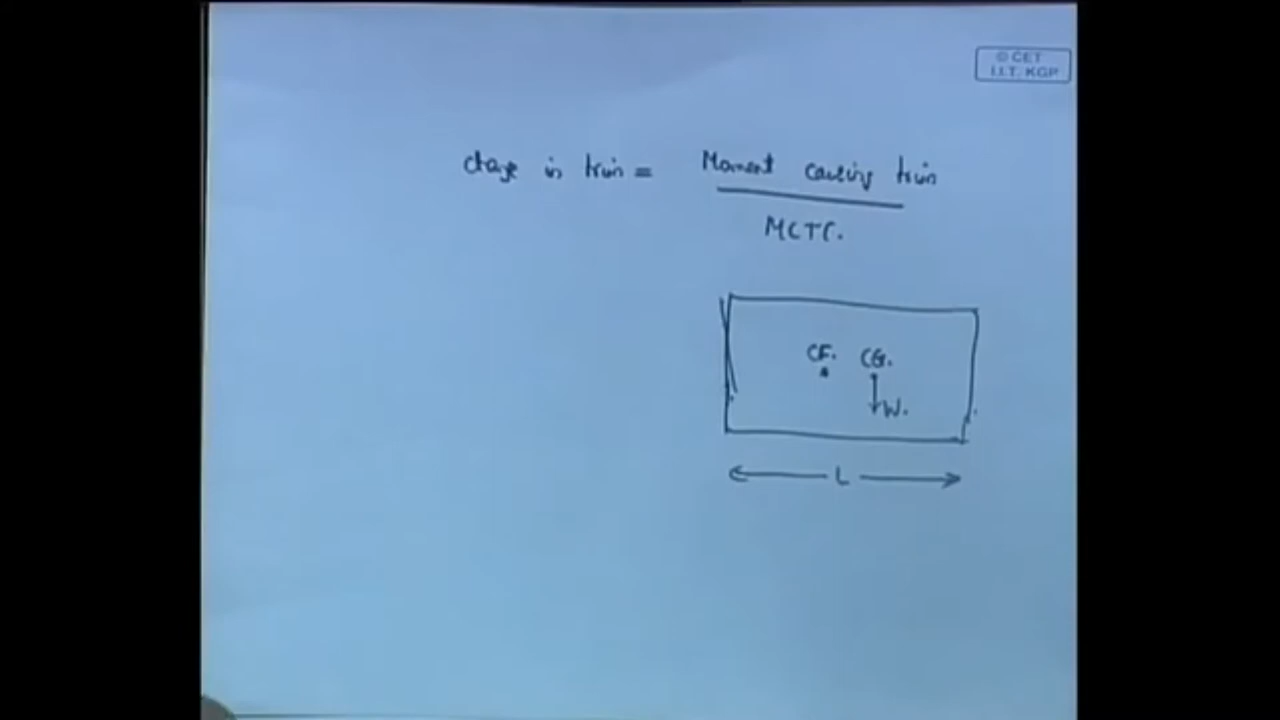 © CET
I.I.T. KGP
change in trim = Moment causing trim
MCTC.
CF. CG.
W.
L